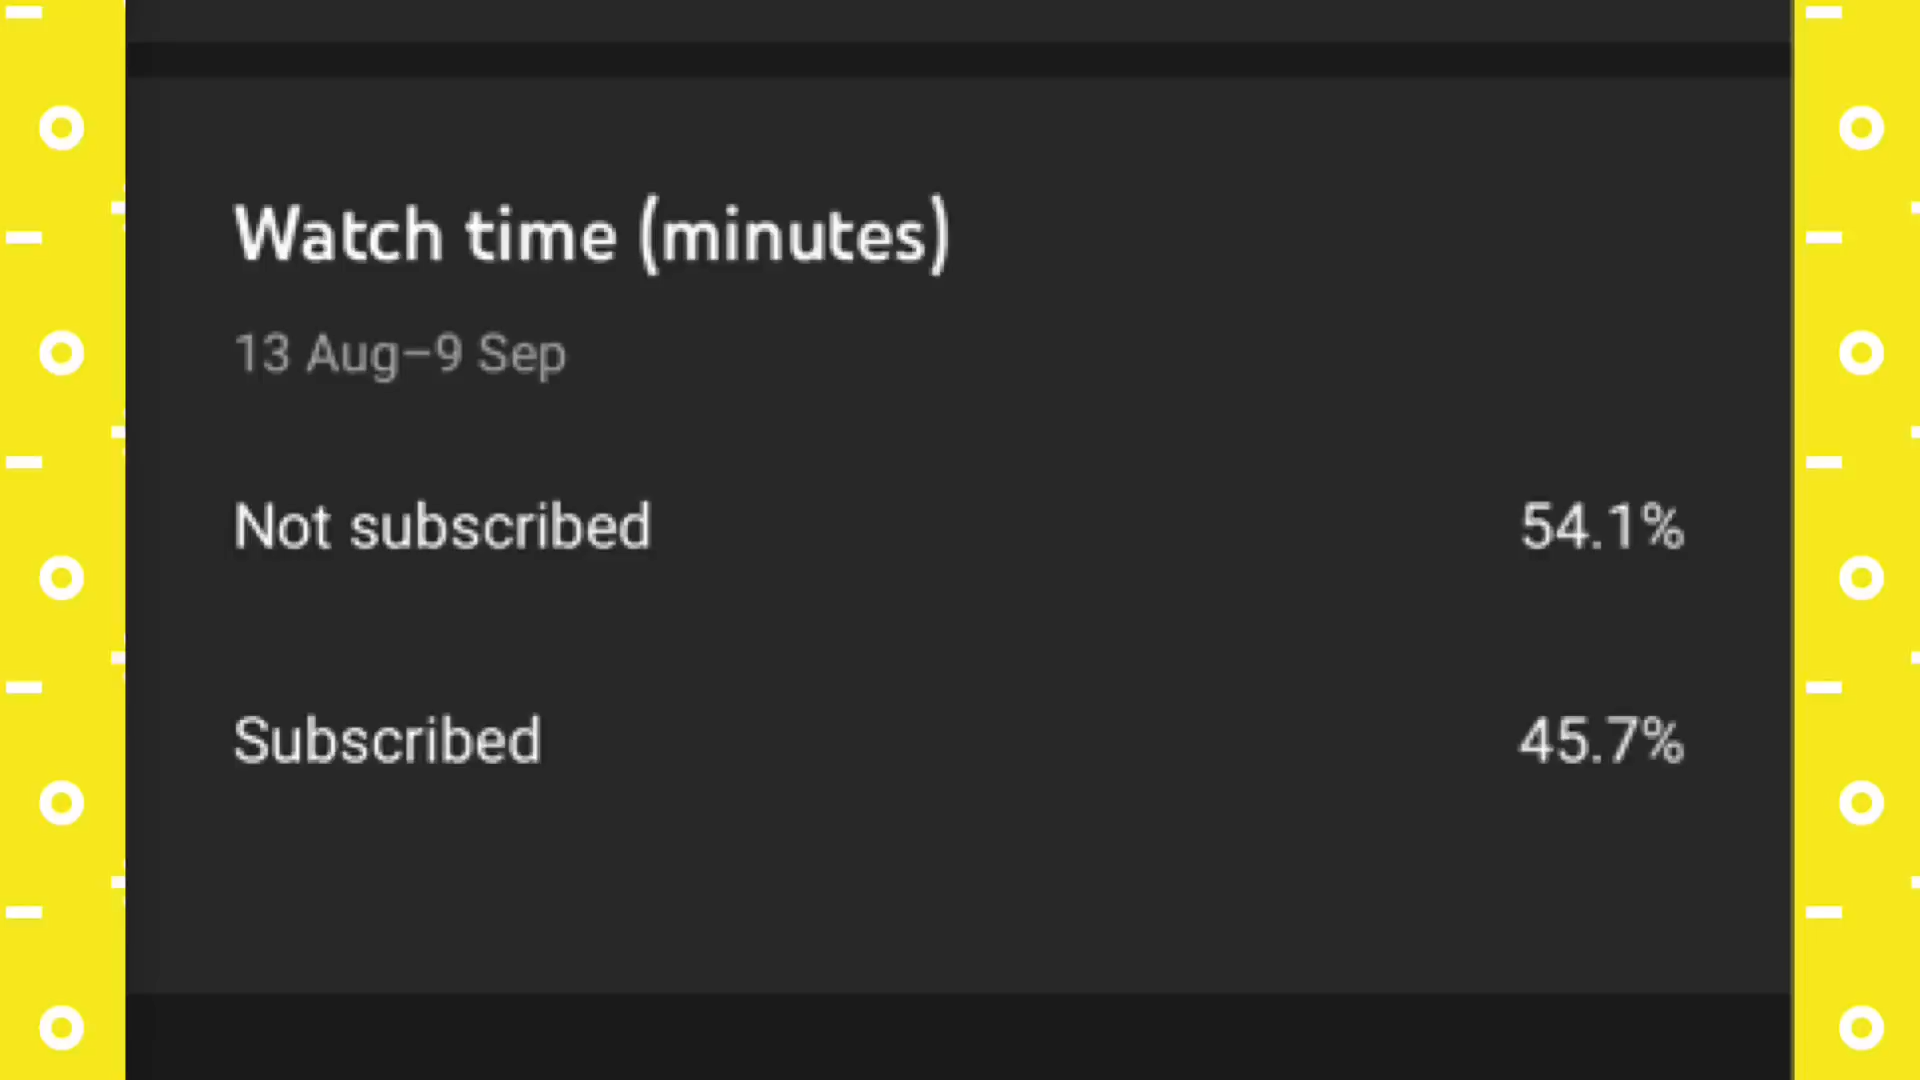 Watch time (minutes)
13 Aug–9 Sep
Not subscribed 54.1%
Subscribed 45.7%